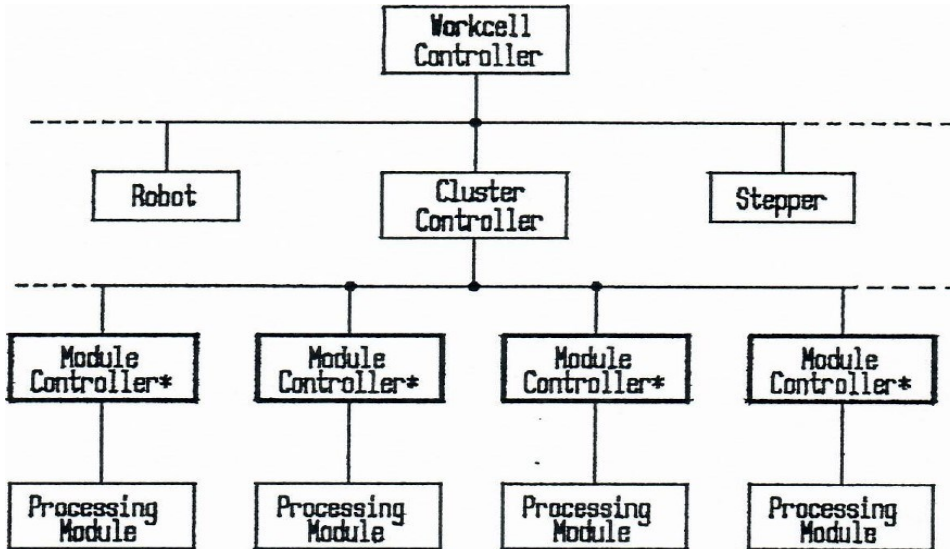 Workcell
Controller
Robot
Cluster
Controller
Stepper
Module
Controller*
Module
Controller*
Module
Controller*
Module
Controller*
Processing
Module
Processing
Module
Processing
Module
Processing
Module